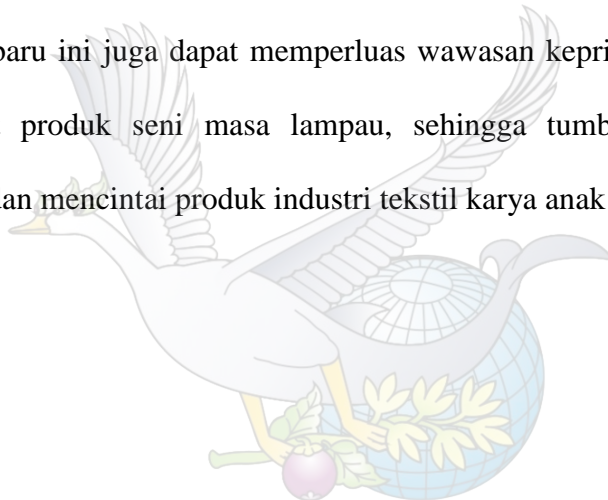 baru ini juga dapat memperluas wawasan kepri
produk seni masa lampau, sehingga tumb
dan mencintai produk industri tekstil karya anak